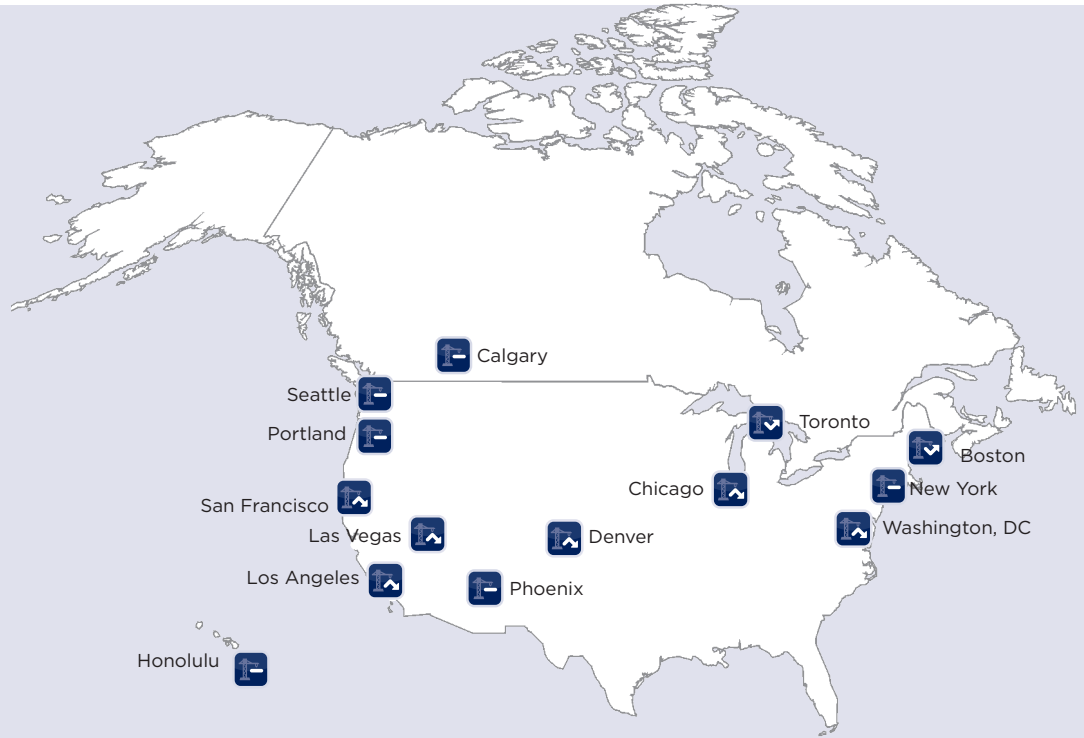 Calgary
Seattle
Toronto
Portland
Boston
Chicago
New York
San Francisco
Washington, DC
Las Vegas
Denver
Los Angeles
Phoenix
Honolulu